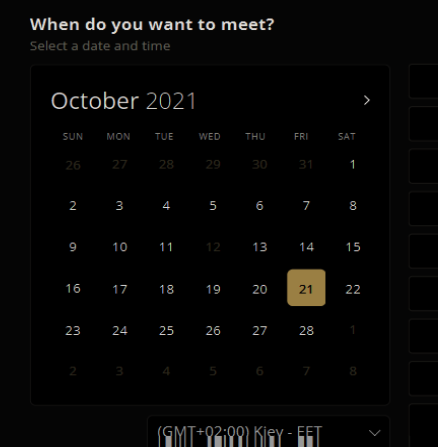 When do you want to meet?
Select a date and time
October 2021
SUN MON TUE WED THU FRI SAT
26 27 28 29 30 31 1
2 3 4 5 6 7 8
9 10 11 12 13 14 15
16 17 18 19 20 21 22
23 24 25 26 27 28 1
2 3 4 5 6 7 8
(GMT+02:00) Kiev - EET